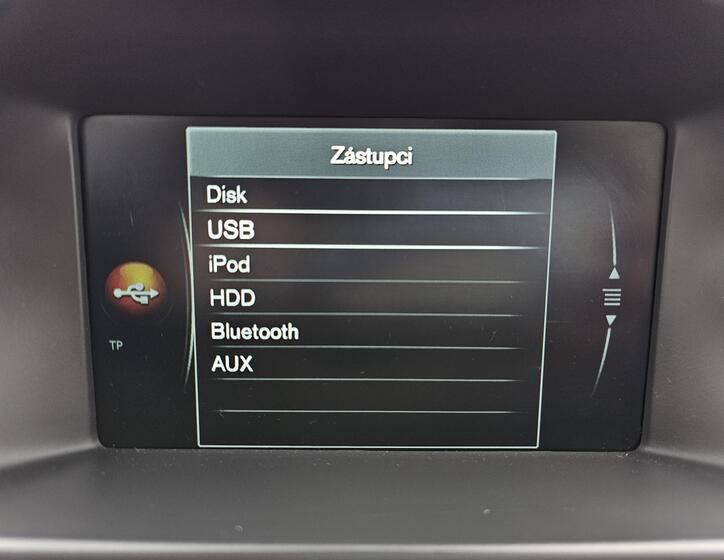 Zástupci
Disk
USB
iPod
HDD
Bluetooth
AUX
TP